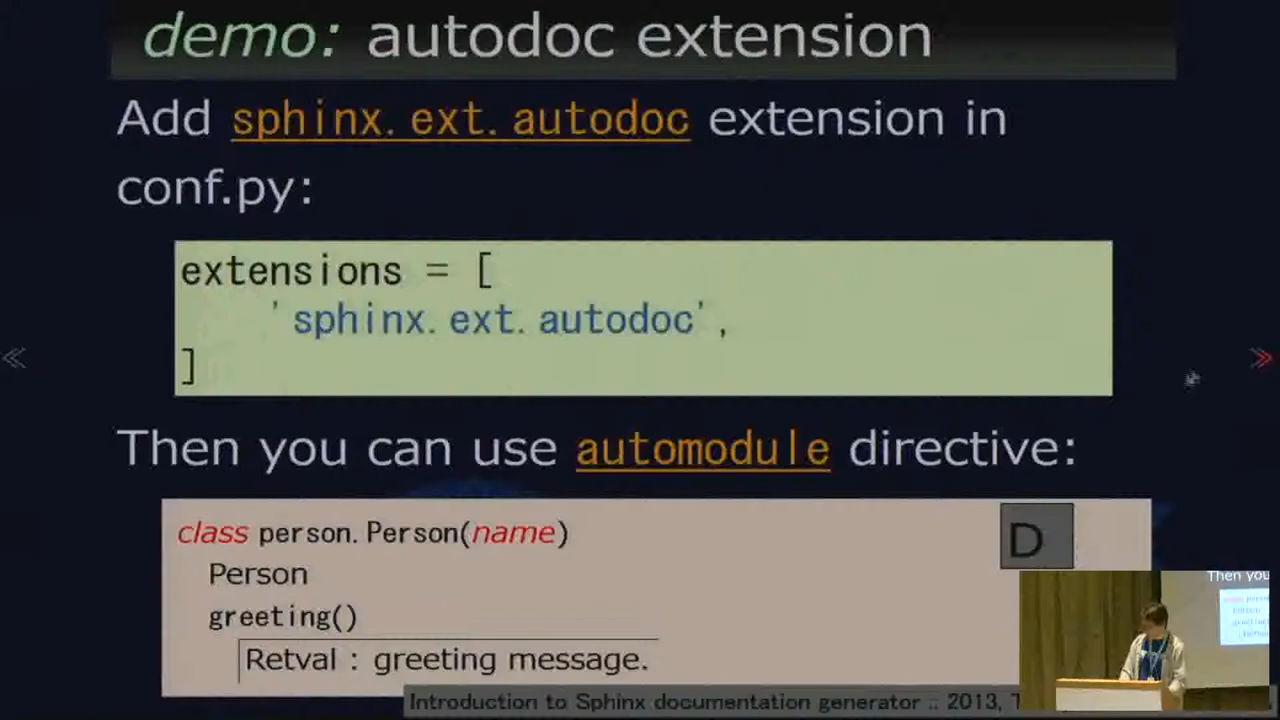 demo: autodoc extension
Add sphinx.ext.autodoc extension in
conf.py:
extensions = [
'sphinx.ext.autodoc',
]
Then you can use automodule directive:
class person.Person(name)
Person
greeting()
Retval : greeting message.
D
Then you
Introduction to Sphinx documentation generator :: 2013, T